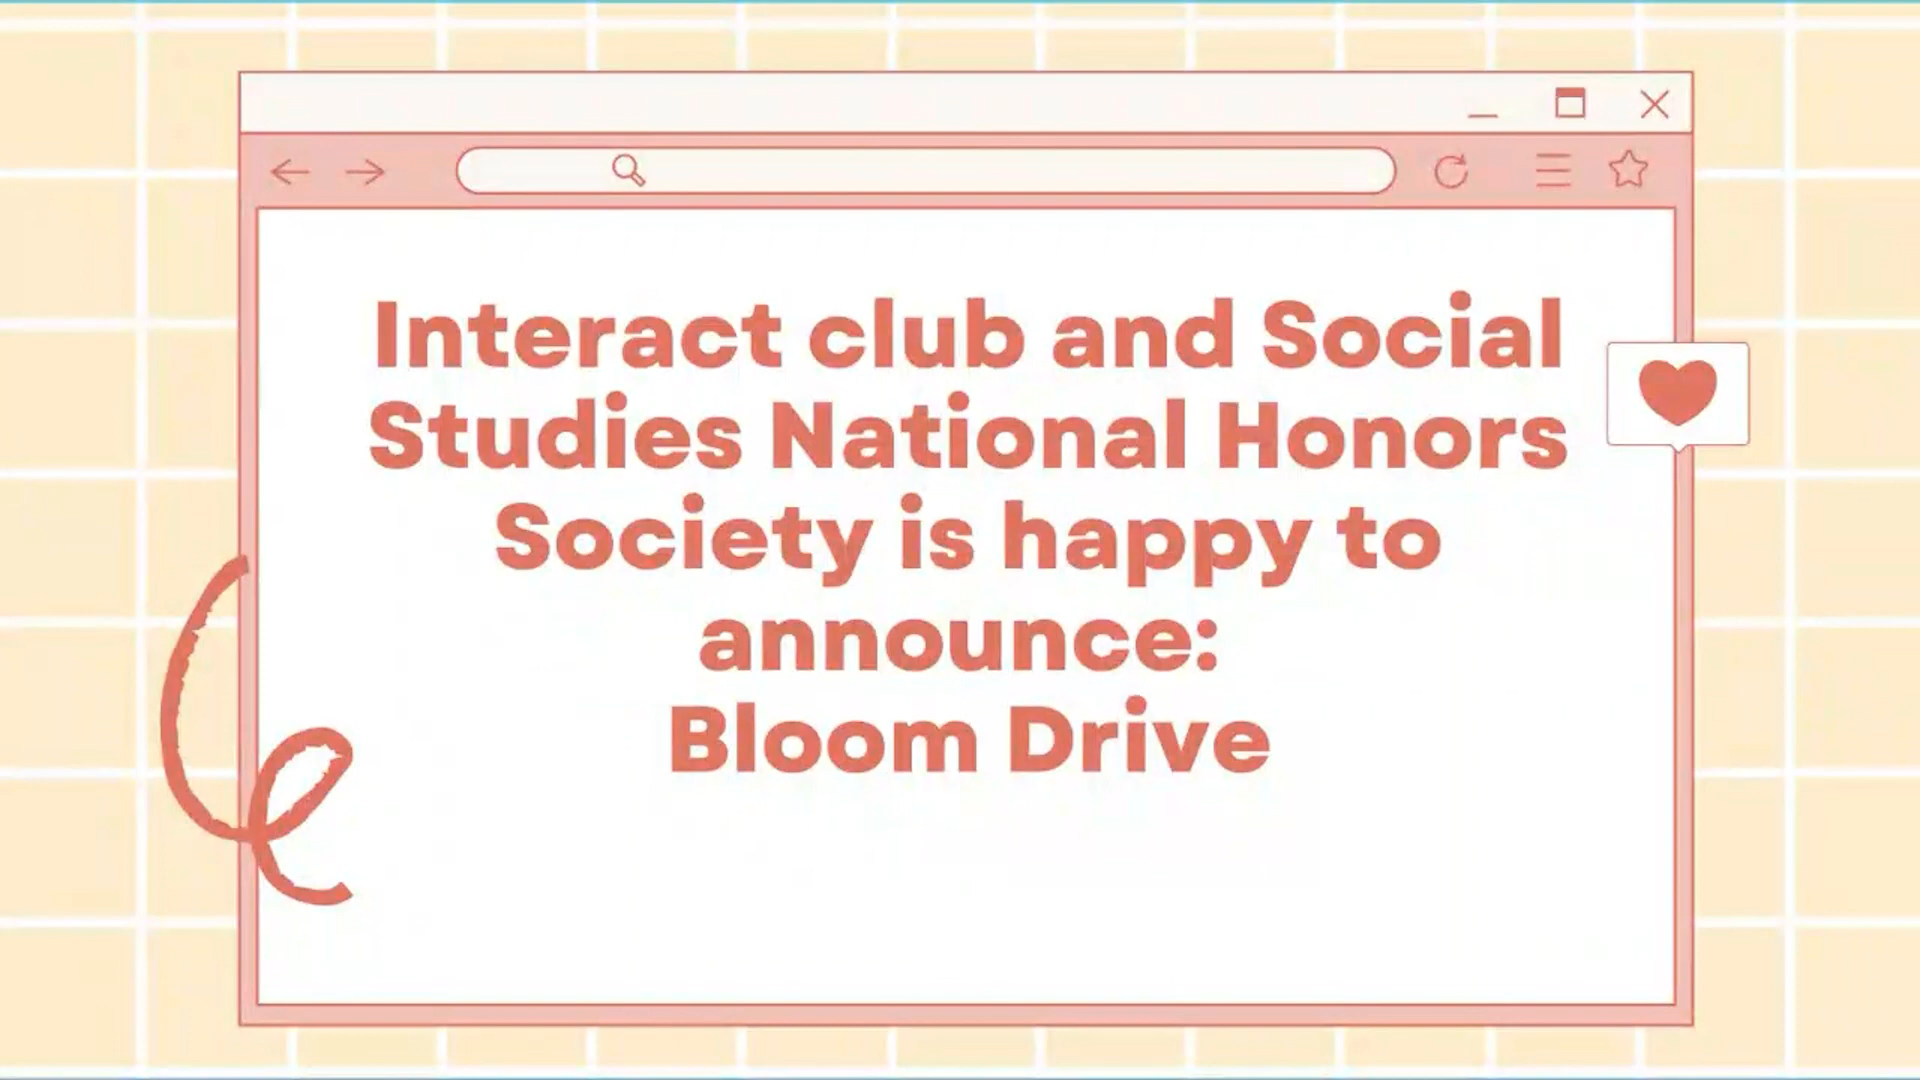 Interact club and Social
Studies National Honors
Society is happy to
announce:
Bloom Drive